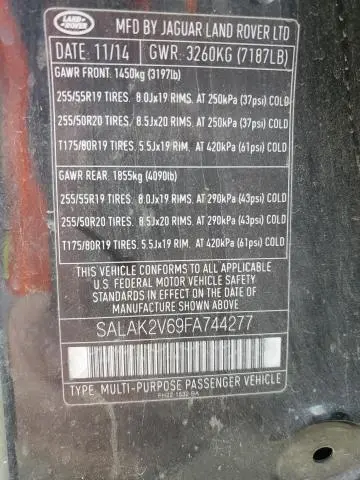 LAND
ROVER
MFD BY JAGUAR LAND ROVER LTD
DATE: 11/14 GWR: 3260KG (7187LB)
GAWR FRONT: 1450kg (3197lb)
255/55R19 TIRES. 8.0Jx19 RIMS. AT 250kPa (37psi) COLD
255/50R20 TIRES. 8.5Jx20 RIMS. AT 250kPa (37psi) COLD
T175/80R19 TIRES. 5.5Jx19 RIM. AT 420kPa (61psi) COLD
GAWR REAR: 1855kg (4090lb)
255/55R19 TIRES. 8.0Jx19 RIMS. AT 290kPa (43psi) COLD
255/50R20 TIRES. 8.5Jx20 RIMS. AT 290kPa (43psi) COLD
T175/80R19 TIRES. 5.5Jx19 RIM. AT 420kPa (61psi) COLD
THIS VEHICLE CONFORMS TO ALL APPLICABLE
U.S. FEDERAL MOTOR VEHICLE SAFETY
STANDARDS IN EFFECT ON THE DATE OF
MANUFACTURE SHOWN ABOVE.
SALAK2V69FA744277
TYPE: MULTI-PURPOSE PASSENGER VEHICLE